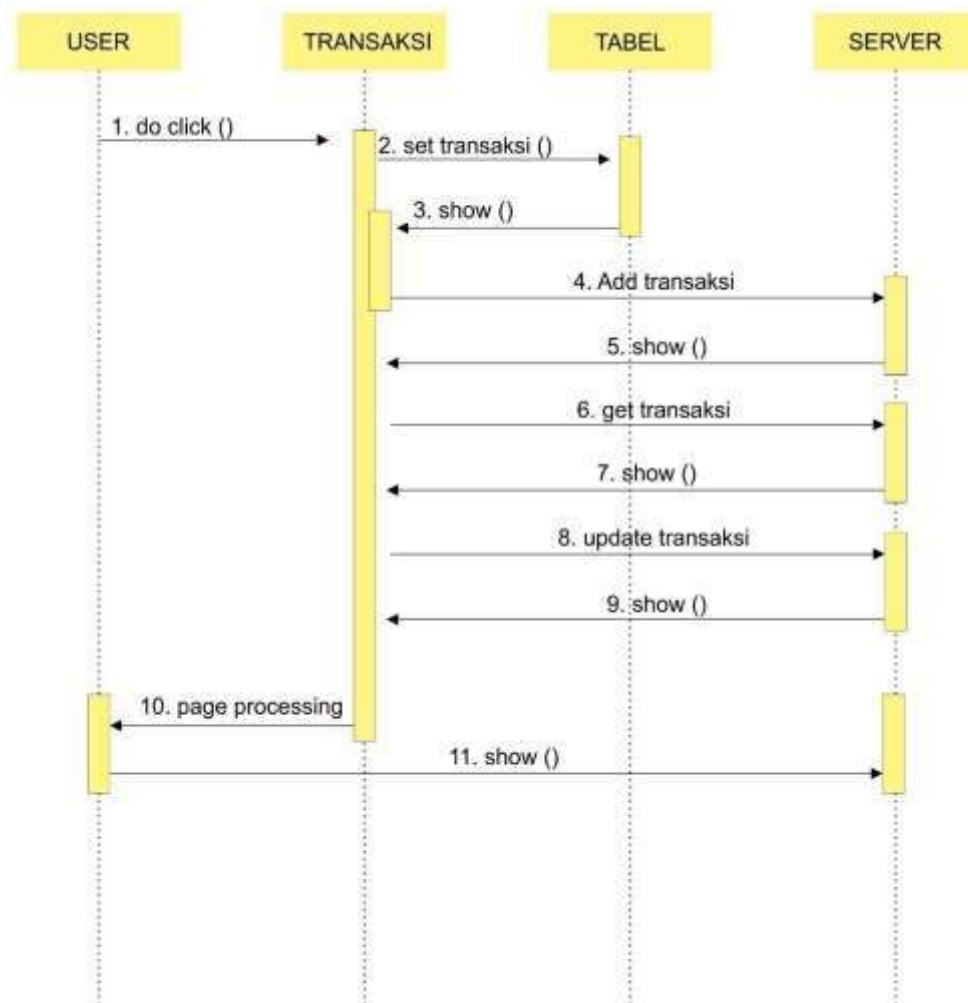 USER
TRANSAKSI
TABEL
SERVER
1. do click ()
2. set transaksi ()
3. show ()
4. Add transaksi
5. show ()
6. get transaksi
7. show ()
8. update transaksi
9. show ()
10. page processing
11. show ()